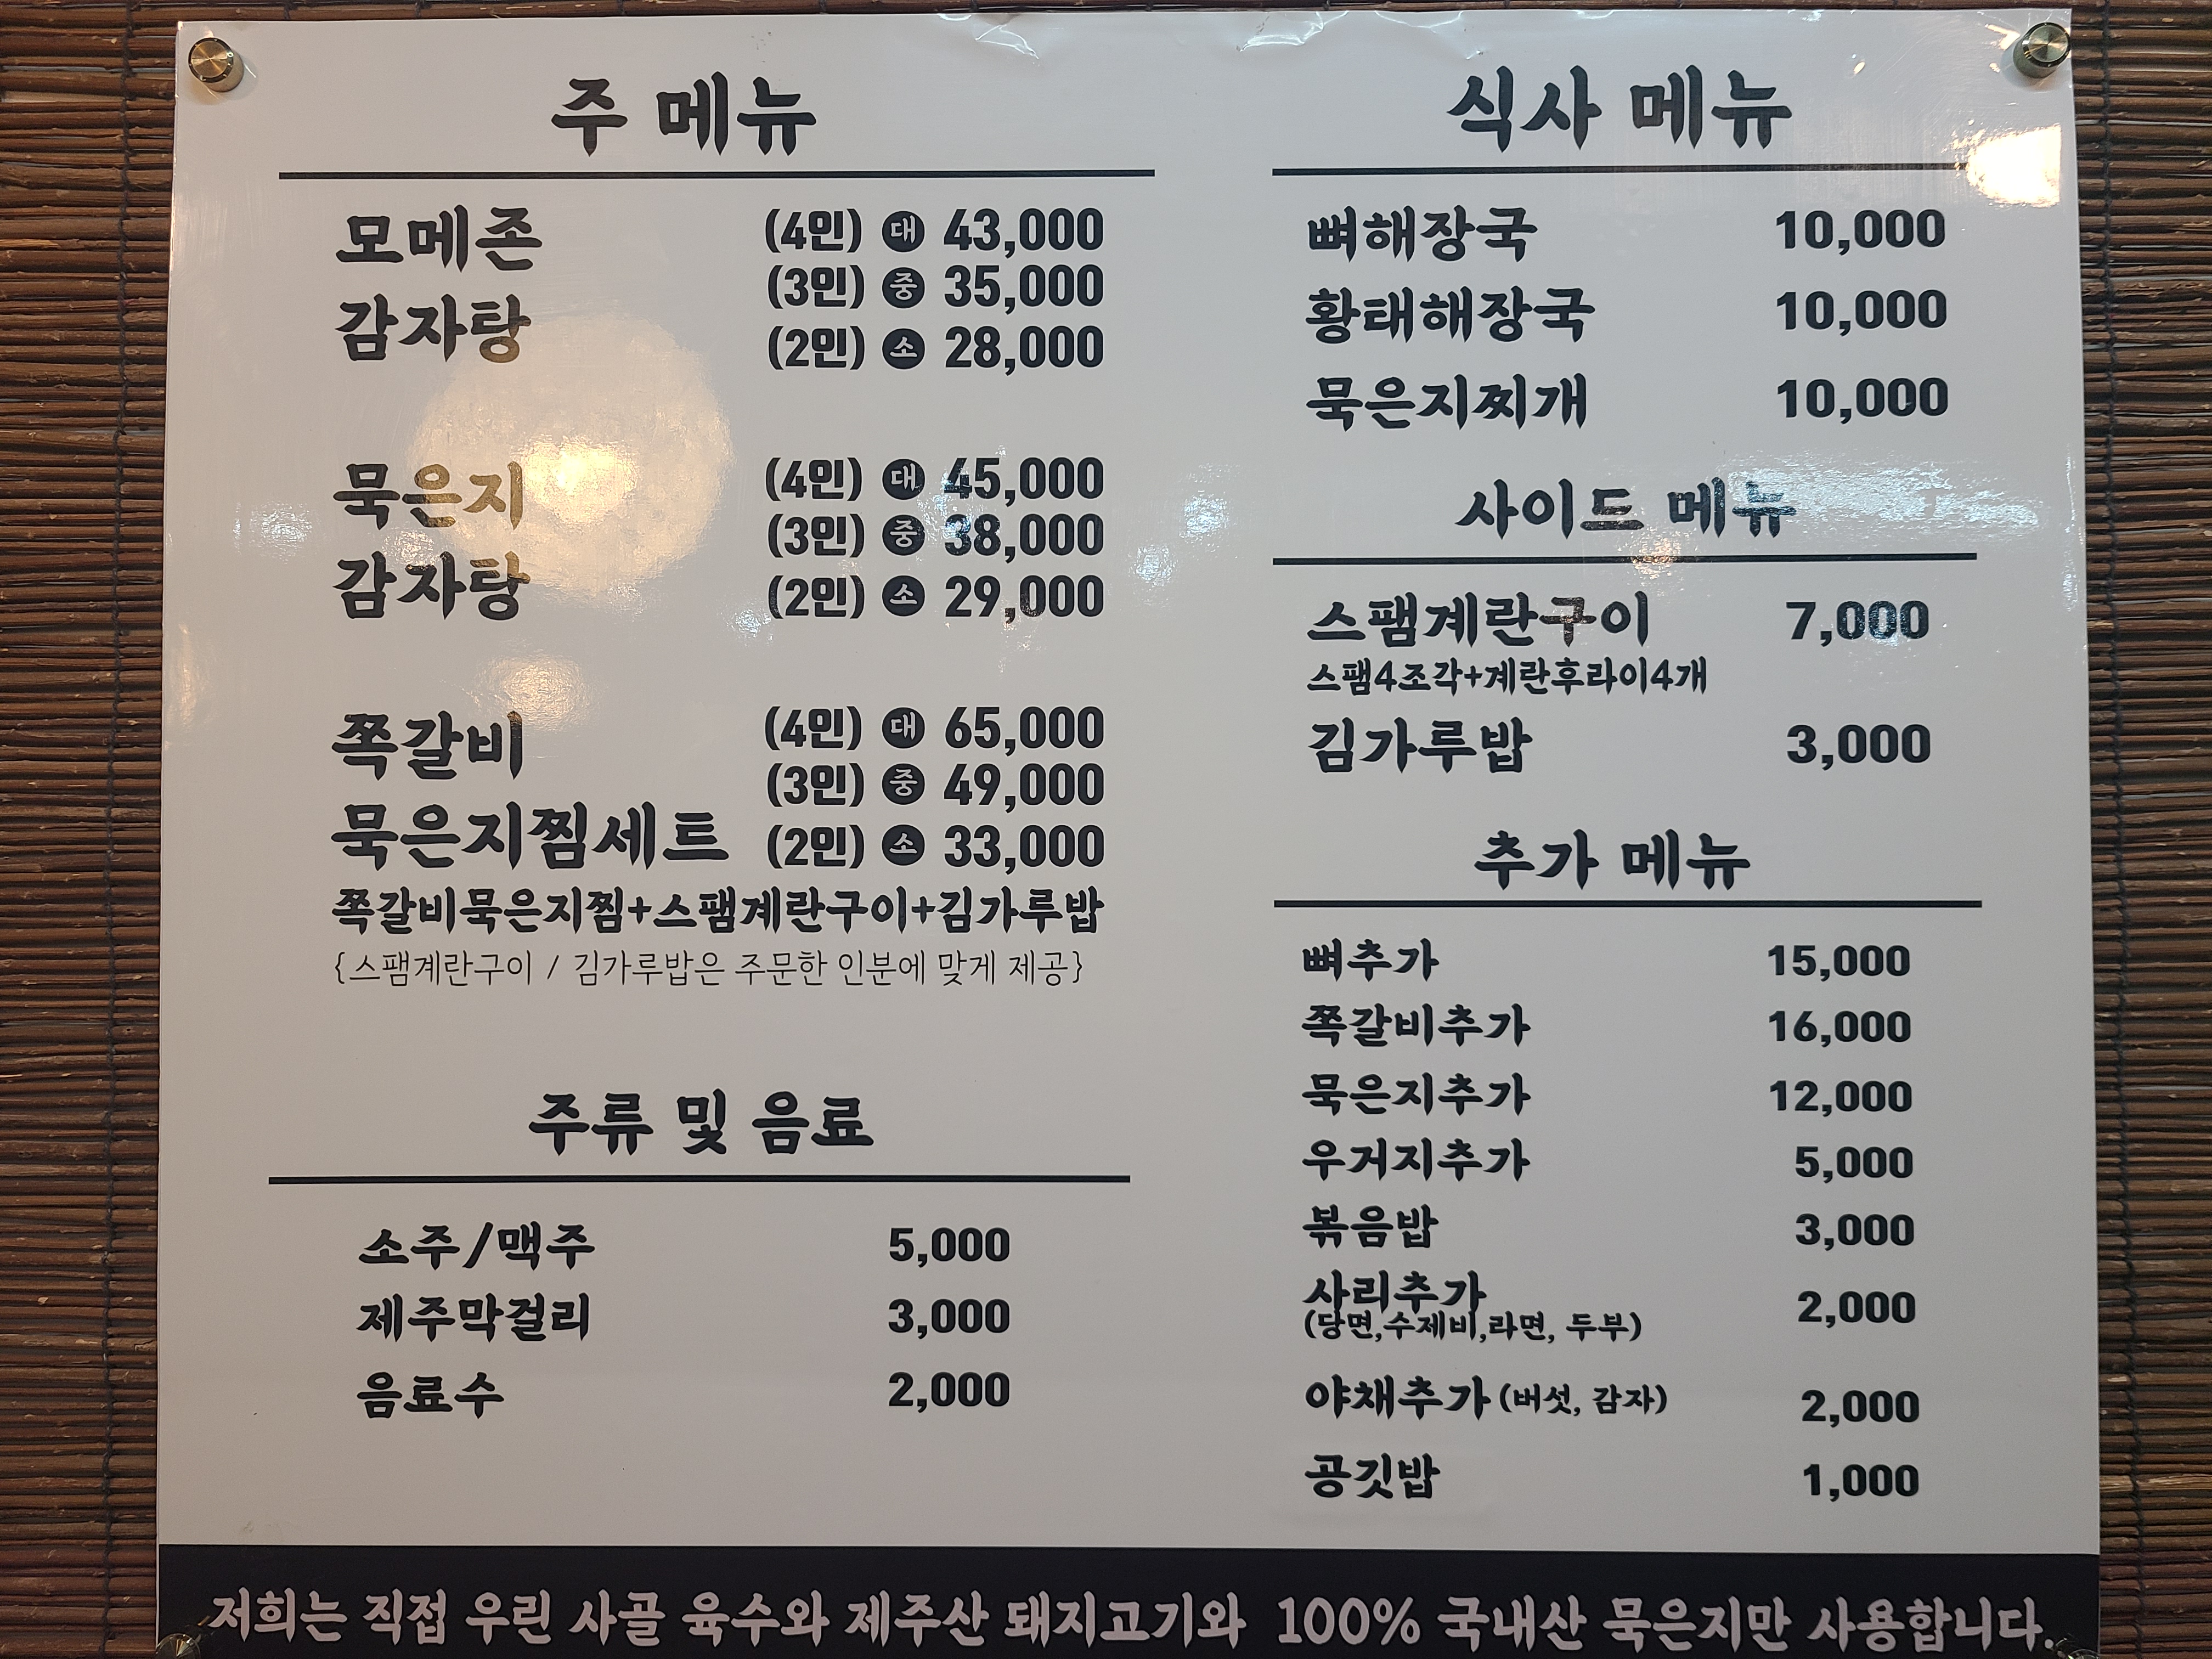 주 메뉴
모메존
감자탕
(4인) 대 43,000
(3인) 중 35,000
(2인) 소 28,000
묵은지
감자탕
(4인) 대 45,000
(3인) 중 38,000
(2인) 소 29,000
쪽갈비
묵은지찜세트
(4인) 대 65,000
(3인) 중 49,000
(2인) 소 33,000
쪽갈비묵은지찜+스팸계란구이+김가루밥
{스팸계란구이 / 김가루밥은 주문한 인분에 맞게 제공}
주류 및 음료
소주/맥주 5,000
제주막걸리 3,000
음료수 2,000
식사 메뉴
뼈해장국 10,000
황태해장국 10,000
묵은지찌개 10,000
사이드 메뉴
스팸계란구이 7,000
스팸4조각+계란후라이4개
김가루밥 3,000
추가 메뉴
뼈추가 15,000
쪽갈비추가 16,000
묵은지추가 12,000
우거지추가 5,000
볶음밥 3,000
사리추가 2,000
(당면,수제비,라면, 두부)
야채추가 (버섯, 감자) 2,000
공깃밥 1,000
저희는 직접 우린 사골 육수와 제주산 돼지고기와 100% 국내산 묵은지만 사용합니다.